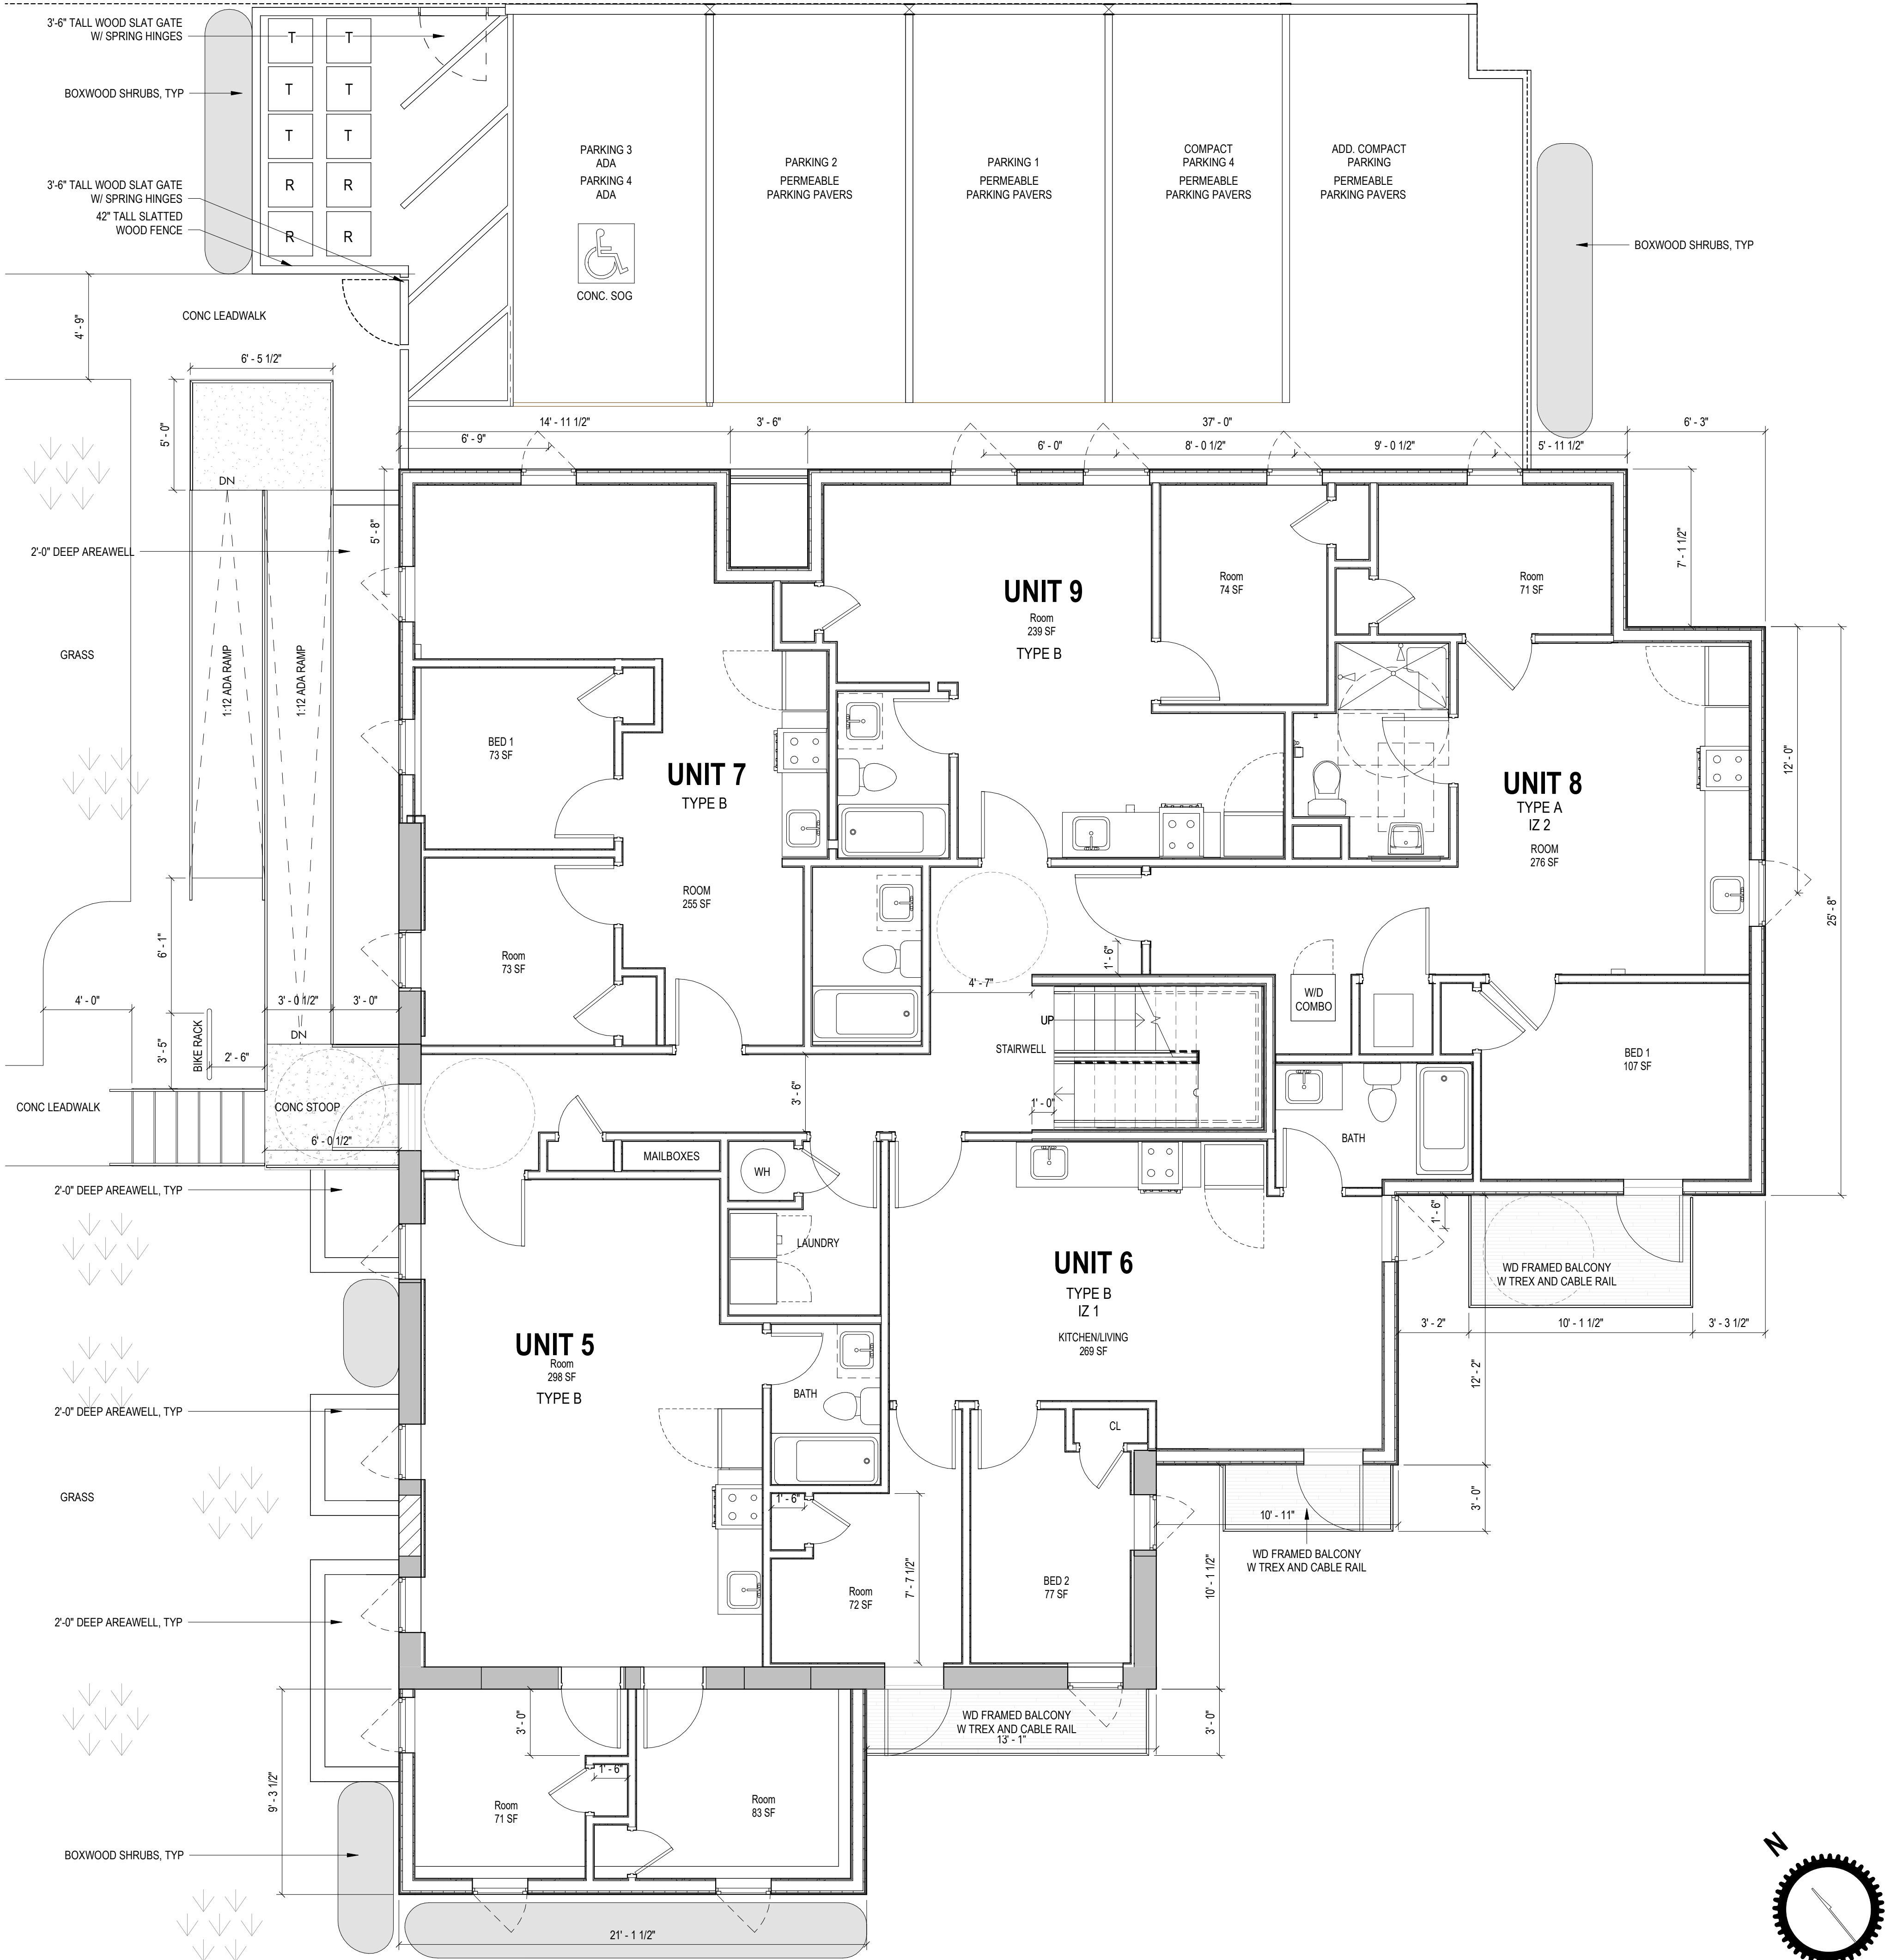 3'-6" TALL WOOD SLAT GATE
W/ SPRING HINGES
BOXWOOD SHRUBS, TYP
3'-6" TALL WOOD SLAT GATE
W/ SPRING HINGES
42" TALL SLATTED
WOOD FENCE
T T
T T
T T
R R
R R
PARKING 3
ADA
PARKING 4
ADA
CONC. SOG
PARKING 2
PERMEABLE
PARKING PAVERS
PARKING 1
PERMEABLE
PARKING PAVERS
COMPACT
PARKING 4
PERMEABLE
PARKING PAVERS
ADD. COMPACT
PARKING
PERMEABLE
PARKING PAVERS
BOXWOOD SHRUBS, TYP
4' - 9"
CONC LEADWALK
6' - 5 1/2"
5' - 0"
DN
14' - 11 1/2"
3' - 6"
37' - 0"
6' - 3"
6' - 9"
6' - 0"
8' - 0 1/2"
9' - 0 1/2"
5' - 11 1/2"
5' - 8"
7' - 1 1/2"
2'-0" DEEP AREAWELL
GRASS
1:12 ADA RAMP
1:12 ADA RAMP
UNIT 9
Room
239 SF
TYPE B
Room
74 SF
Room
71 SF
BED 1
73 SF
UNIT 7
TYPE B
ROOM
255 SF
Room
73 SF
UNIT 8
TYPE A
IZ 2
ROOM
276 SF
12' - 0"
25' - 8"
6' - 1"
4' - 0"
3' - 0 1/2"
3' - 0"
3' - 5"
BIKE RACK
2' - 6"
DN
1' - 6"
4' - 7"
W/D
COMBO
UP
STAIRWELL
1' - 0"
3' - 6"
BED 1
107 SF
CONC LEADWALK
CONC STOOP
6' - 0 1/2"
MAILBOXES
WH
BATH
2'-0" DEEP AREAWELL, TYP
LAUNDRY
UNIT 6
TYPE B
IZ 1
KITCHEN/LIVING
269 SF
1' - 6"
WD FRAMED BALCONY
W TREX AND CABLE RAIL
3' - 2"
10' - 1 1/2"
3' - 3 1/2"
12' - 2"
UNIT 5
Room
298 SF
TYPE B
BATH
2'-0" DEEP AREAWELL, TYP
CL
GRASS
1' - 6"
3' - 0"
10' - 11"
WD FRAMED BALCONY
W TREX AND CABLE RAIL
7' - 7 1/2"
10' - 1 1/2"
Room
72 SF
BED 2
77 SF
2'-0" DEEP AREAWELL, TYP
3' - 0"
WD FRAMED BALCONY
W TREX AND CABLE RAIL
13' - 1"
3' - 0"
9' - 3 1/2"
1' - 6"
Room
71 SF
Room
83 SF
BOXWOOD SHRUBS, TYP
21' - 1 1/2"
N